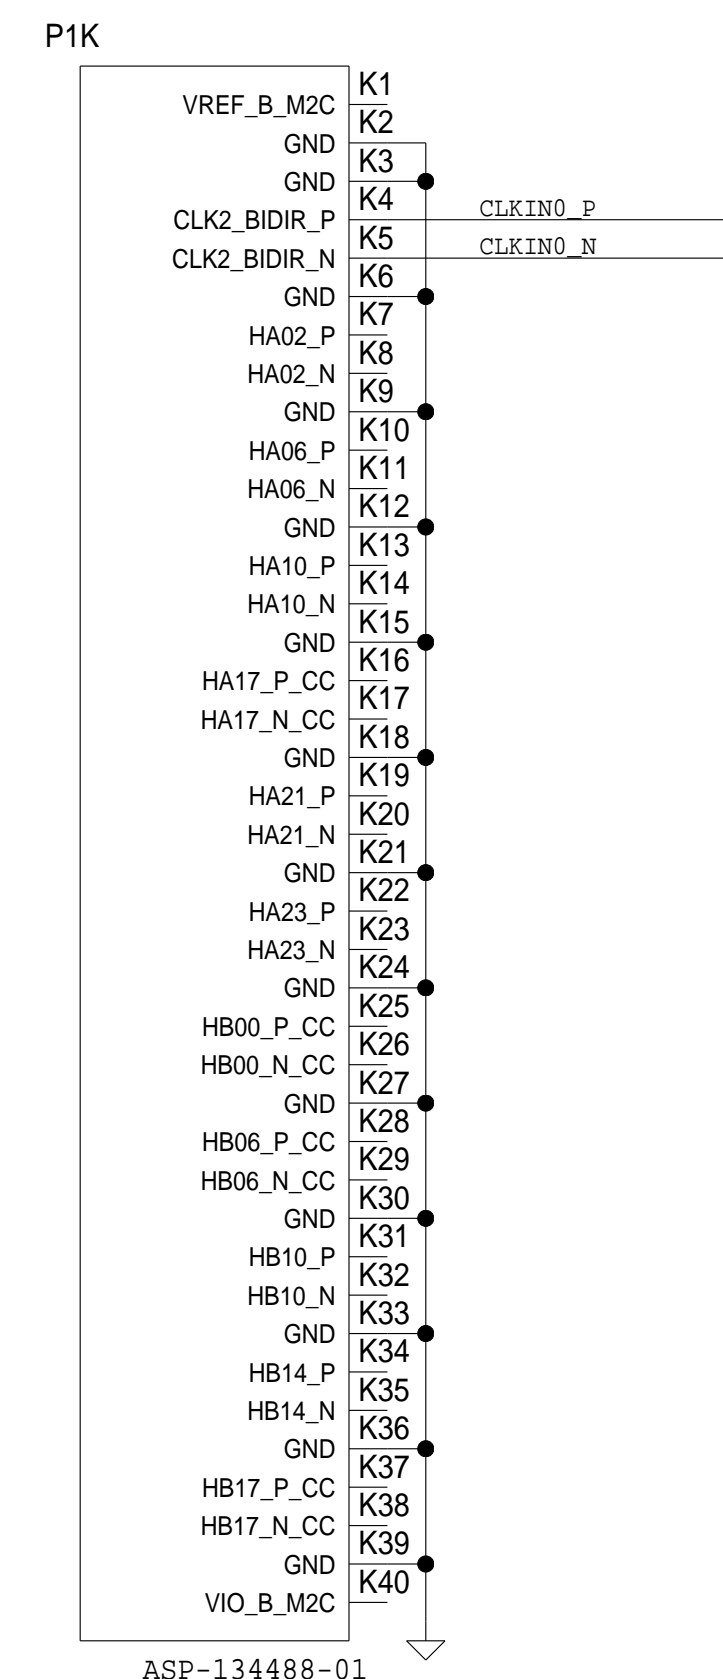 P1K
K1
VREF_B_M2C
K2
GND
K3
GND
K4
CLK2_BIDIR_P
CLKIN0_P
K5
CLK2_BIDIR_N
CLKIN0_N
K6
GND
K7
HA02_P
K8
HA02_N
K9
GND
K10
HA06_P
K11
HA06_N
K12
GND
K13
HA10_P
K14
HA10_N
K15
GND
K16
HA17_P_CC
K17
HA17_N_CC
K18
GND
K19
HA21_P
K20
HA21_N
K21
GND
K22
HA23_P
K23
HA23_N
K24
GND
K25
HB00_P_CC
K26
HB00_N_CC
K27
GND
K28
HB06_P_CC
K29
HB06_N_CC
K30
GND
K31
HB10_P
K32
HB10_N
K33
GND
K34
HB14_P
K35
HB14_N
K36
GND
K37
HB17_P_CC
K38
HB17_N_CC
K39
GND
K40
VIO_B_M2C
ASP-134488-01